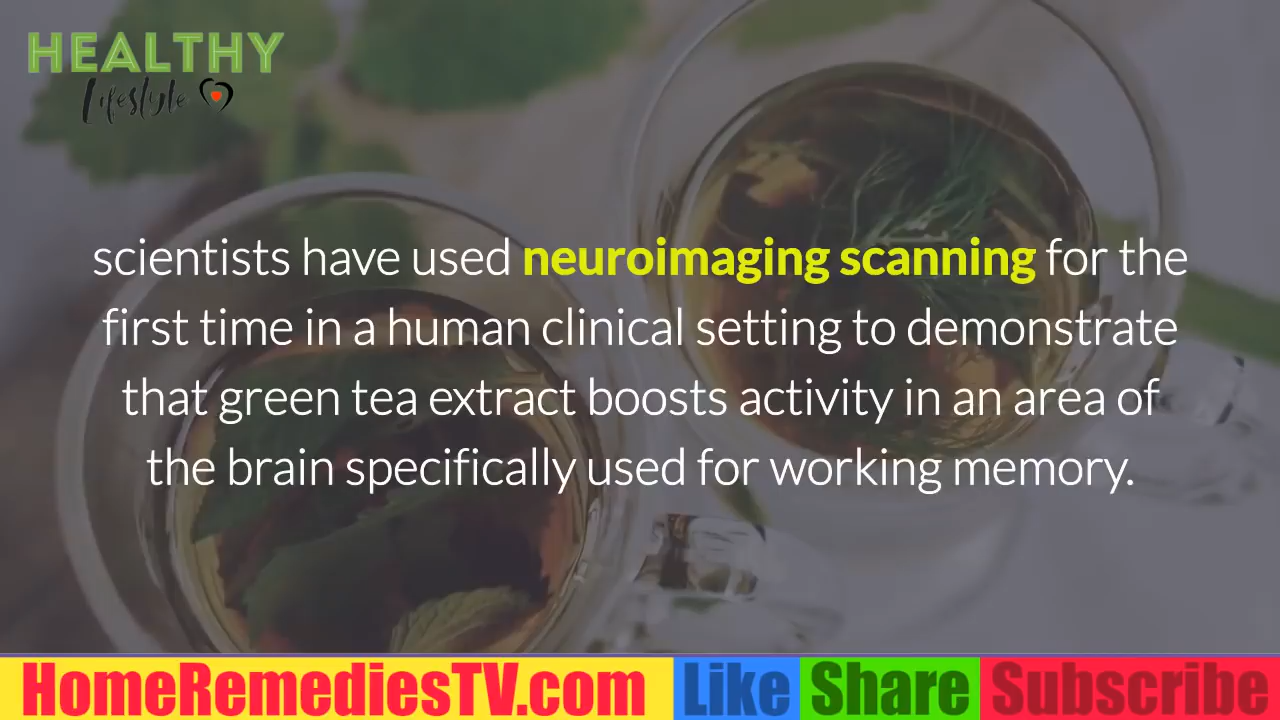 HEALTHY
Lifestyle
scientists have used neuroimaging scanning for the
first time in a human clinical setting to demonstrate
that green tea extract boosts activity in an area of
the brain specifically used for working memory.
HomeRemediesTV.com Like Share Subscribe